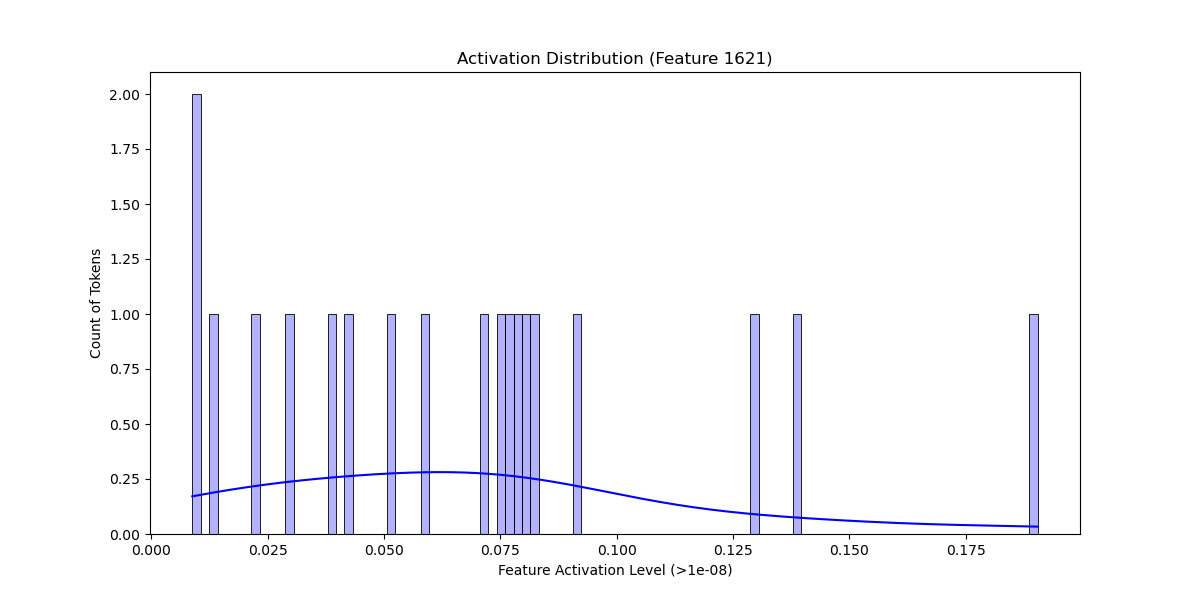 Activation Distribution (Feature 1621)
2.00
1.75
1.50
1.25
1.00
0.75
0.50
0.25
0.00
Count of Tokens
0.000 0.025 0.050 0.075 0.100 0.125 0.150 0.175
Feature Activation Level (>1e-08)